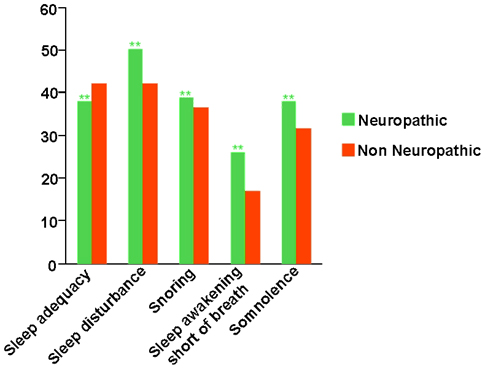 60
50
40
30
20
10
0
** ** ** ** **
Neuropathic
Non Neuropathic
Sleep adequacy
Sleep disturbance
Snoring
Sleep awakening
short of breath
Somnolence